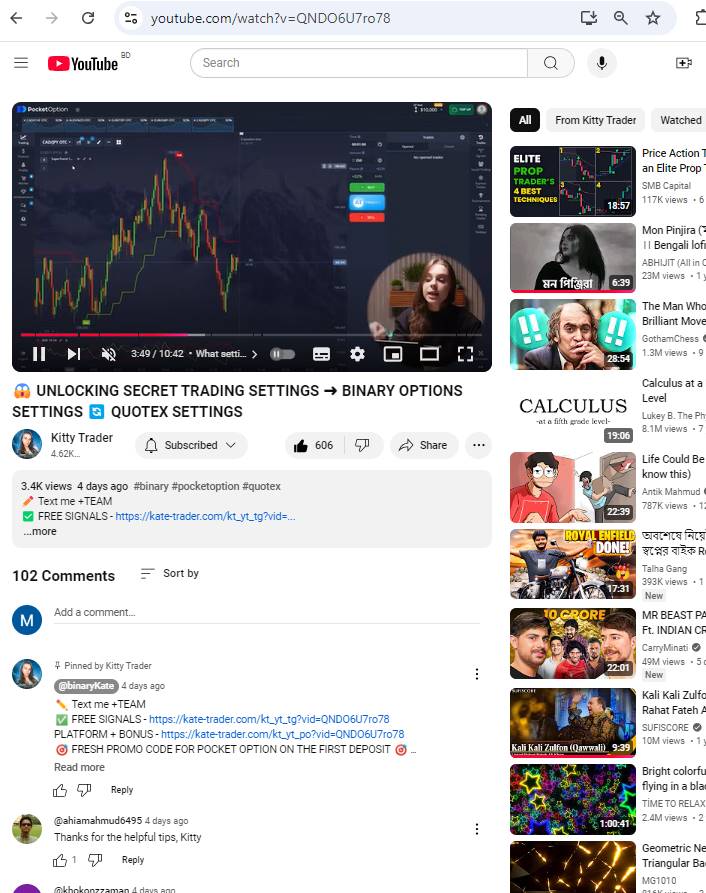 youtube.com/watch?v=QNDO6U7ro78
YouTube BD
Search
PocketOption
$10,000
TOP UP
CAD/JPY OTC
3:49 / 10:42 • What setti...
😱 UNLOCKING SECRET TRADING SETTINGS ➜ BINARY OPTIONS
SETTINGS 🔄 QUOTEX SETTINGS
Kitty Trader
4.62K...
Subscribed
606
Share
3.4K views 4 days ago #binary #pocketoption #quotex
✏️ Text me +TEAM
✅ FREE SIGNALS - https://kate-trader.com/kt_yt_tg?vid=...
...more
102 Comments
Sort by
M
Add a comment...
Pinned by Kitty Trader
@binaryKate 4 days ago
✏️ Text me +TEAM
✅ FREE SIGNALS - https://kate-trader.com/kt_yt_tg?vid=QNDO6U7ro78
PLATFORM + BONUS - https://kate-trader.com/kt_yt_po?vid=QNDO6U7ro78
🎯 FRESH PROMO CODE FOR POCKET OPTION ON THE FIRST DEPOSIT 🎯 ...
Read more
Reply
@ahiamahmud6495 4 days ago
Thanks for the helpful tips, Kitty
1
Reply
@khokonzzaman 4 days ago
All
From Kitty Trader
Watched
ELITE
PROP
TRADER'S
4 BEST
TECHNIQUES
1
2
3
4
18:57
Price Action T
an Elite Prop T
SMB Capital
117K views • 6
মন পিঞ্জিরা
6:39
Mon Pinjira (
|| Bengali lofi
ABHIJIT (All in O
23M views • 1 y
!!
!!
28:54
The Man Who
Brilliant Move
GothamChess
1.3M views • 9
CALCULUS
-at a fifth grade level-
19:06
Calculus at a
Level
Lukey B. The Ph
8.1M views • 7
22:39
Life Could Be
know this)
Antik Mahmud
787K views • 12
ROYAL ENFIELD
DONE!
17:31
অবশেষে নিয়ে
স্বপ্নের বাইক R
Talha Gang
393K views • 1
New
10 CRORE
22:01
MR BEAST PA
Ft. INDIAN CR
CarryMinati
49M views • 5
New
SUFISCORE
Kali Kali Zulfon (Qawwali)
9:39
Kali Kali Zulfo
Rahat Fateh A
SUFISCORE
10M views • 1 y
1:00:41
Bright colorfu
flying in a blac
TIME TO RELAX
2.4M views • 2
Geometric Ne
Triangular Bac
MG1010